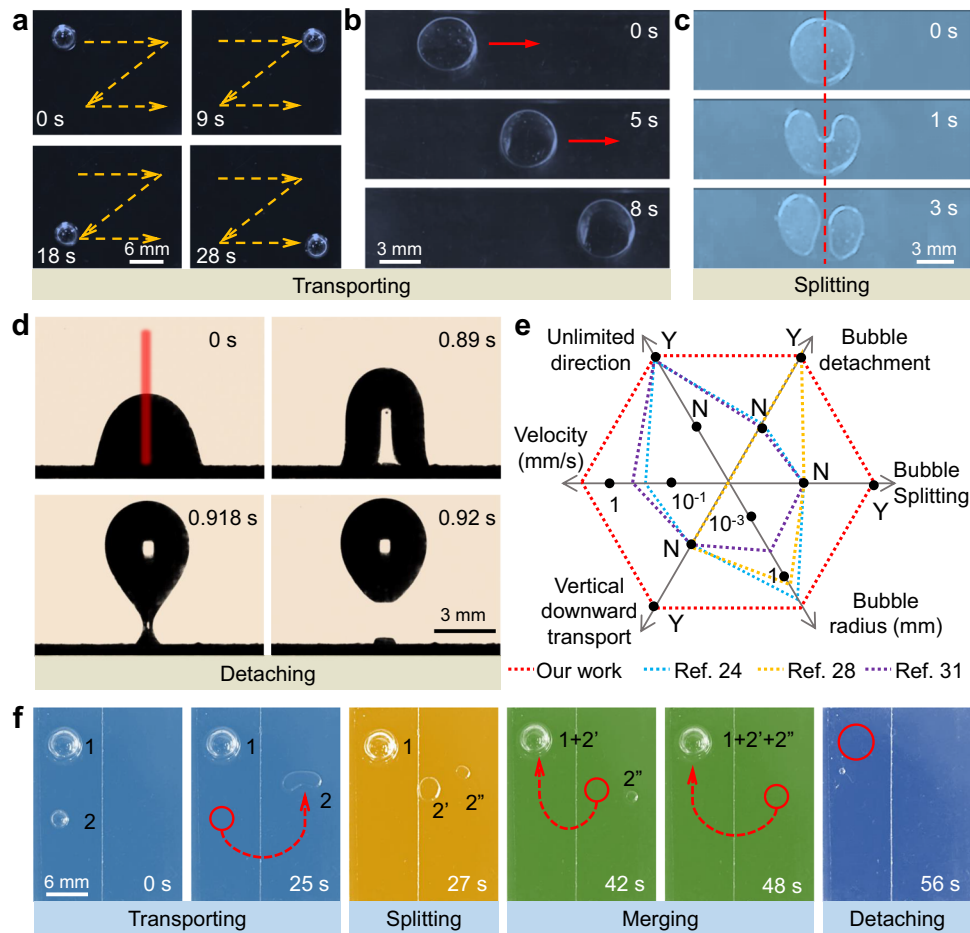 a
0 s
9 s
18 s
6 mm
28 s
b
0 s
5 s
8 s
3 mm
Transporting
c
0 s
1 s
3 s
3 mm
Splitting
d
0 s
0.89 s
0.918 s
0.92 s
3 mm
Detaching
e
Unlimited
direction
Y
Y
Bubble
detachment
N
N
Velocity
(mm/s)
1
10-1
N
Bubble
Splitting
Y
10-3
N
1
Vertical
downward
transport
Y
Bubble
radius (mm)
Our work
Ref. 24
Ref. 28
Ref. 31
f
1
2
6 mm
0 s
1
2
25 s
Transporting
1
2'
2”
27 s
Splitting
1+2'
2”
42 s
1+2'+2”
48 s
Merging
56 s
Detaching